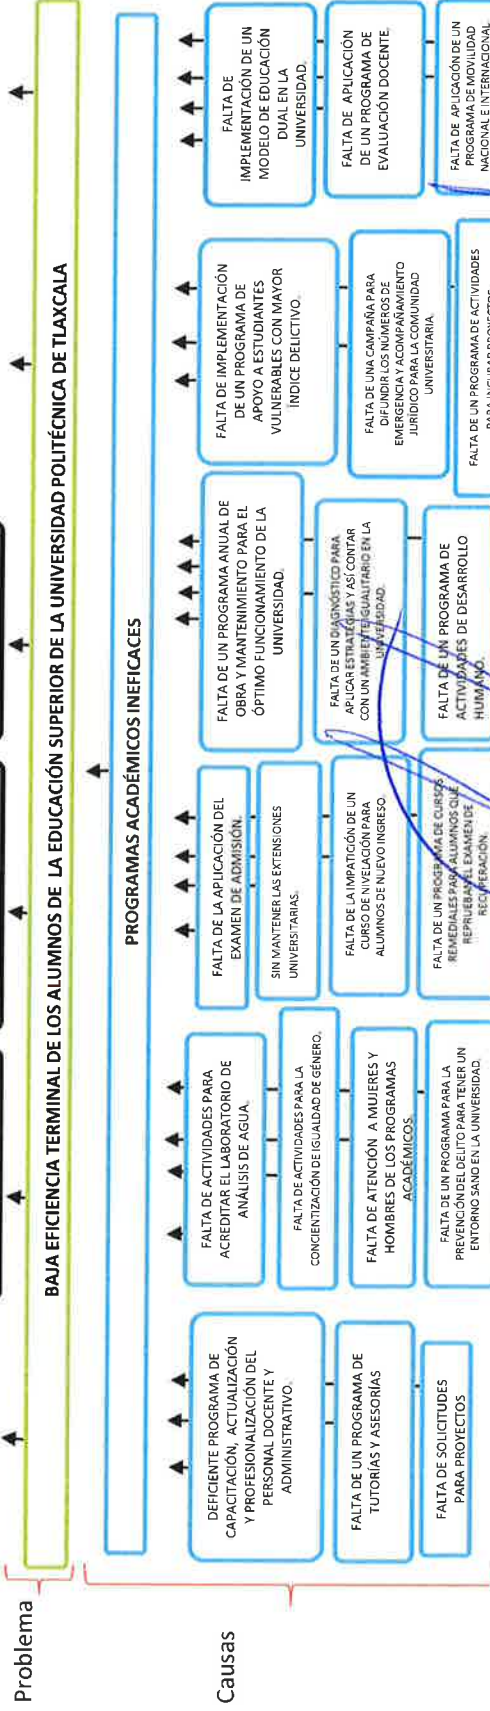 Problema
BAJA EFICIENCIA TERMINAL DE LOS ALUMNOS DE LA EDUCACIÓN SUPERIOR DE LA UNIVERSIDAD POLITÉCNICA DE TLAXCALA
Causas
PROGRAMAS ACADÉMICOS INEFICACES
DEFICIENTE PROGRAMA DE
CAPACITACIÓN, ACTUALIZACIÓN
Y PROFESIONALIZACIÓN DEL
PERSONAL DOCENTE Y
ADMINISTRATIVO.
FALTA DE UN PROGRAMA DE
TUTORÍAS Y ASESORÍAS
FALTA DE SOLICITUDES
PARA PROYECTOS
FALTA DE ACTIVIDADES PARA
ACREDITAR EL LABORATORIO DE
ANÁLISIS DE AGUA.
FALTA DE ACTIVIDADES PARA LA
CONCIENTIZACIÓN DE IGUALDAD DE GÉNERO.
FALTA DE ATENCIÓN A MUJERES Y
HOMBRES DE LOS PROGRAMAS
ACADÉMICOS.
FALTA DE UN PROGRAMA PARA LA
PREVENCIÓN DEL DELITO PARA TENER UN
ENTORNO SANO EN LA UNIVERSIDAD.
FALTA DE LA APLICACIÓN DEL
EXAMEN DE ADMISIÓN.
SIN MANTENER LAS EXTENSIONES
UNIVERSITARIAS.
FALTA DE LA IMPATICIÓN DE UN
CURSO DE NIVELACIÓN PARA
ALUMNOS DE NUEVO INGRESO.
FALTA DE UN PROGRAMA DE CURSOS
REMEDIALES PARA ALUMNOS QUE
REPRUEBAN EL EXAMEN DE
RECUPERACIÓN.
FALTA DE UN PROGRAMA ANUAL DE
OBRA Y MANTENIMIENTO PARA EL
ÓPTIMO FUNCIONAMIENTO DE LA
UNIVERSIDAD.
FALTA DE UN DIAGNÓSTICO PARA
APLICAR ESTRATEGIAS Y ASÍ CONTAR
CON UN AMBIENTE IGUALITARIO EN LA
UNIVERSIDAD.
FALTA DE UN PROGRAMA DE
ACTIVIDADES DE DESARROLLO
HUMANO.
FALTA DE IMPLEMENTACIÓN
DE UN PROGRAMA DE
APOYO A ESTUDIANTES
VULNERABLES CON MAYOR
ÍNDICE DELICTIVO.
FALTA DE UNA CAMPAÑA PARA
DIFUNDIR LOS NÚMEROS DE
EMERGENCIA Y ACOMPAÑAMIENTO
JURÍDICO PARA LA COMUNIDAD
UNIVERSITARIA.
FALTA DE UN PROGRAMA DE ACTIVIDADES
PARA INCUBAR PROYECTOS
FALTA DE
IMPLEMENTACIÓN DE UN
MODELO DE EDUCACIÓN
DUAL EN LA
UNIVERSIDAD.
FALTA DE APLICACIÓN
DE UN PROGRAMA DE
EVALUACIÓN DOCENTE.
FALTA DE APLICACIÓN DE UN
PROGRAMA DE MOVILIDAD
NACIONAL E INTERNACIONAL